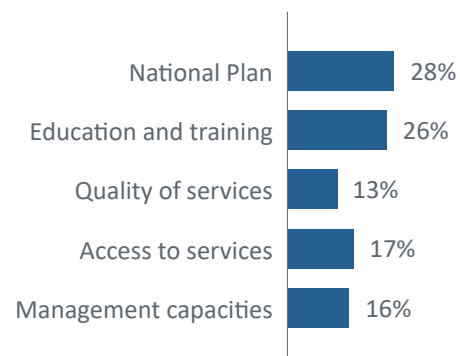 National Plan 28%
Education and training 26%
Quality of services 13%
Access to services 17%
Management capacities 16%